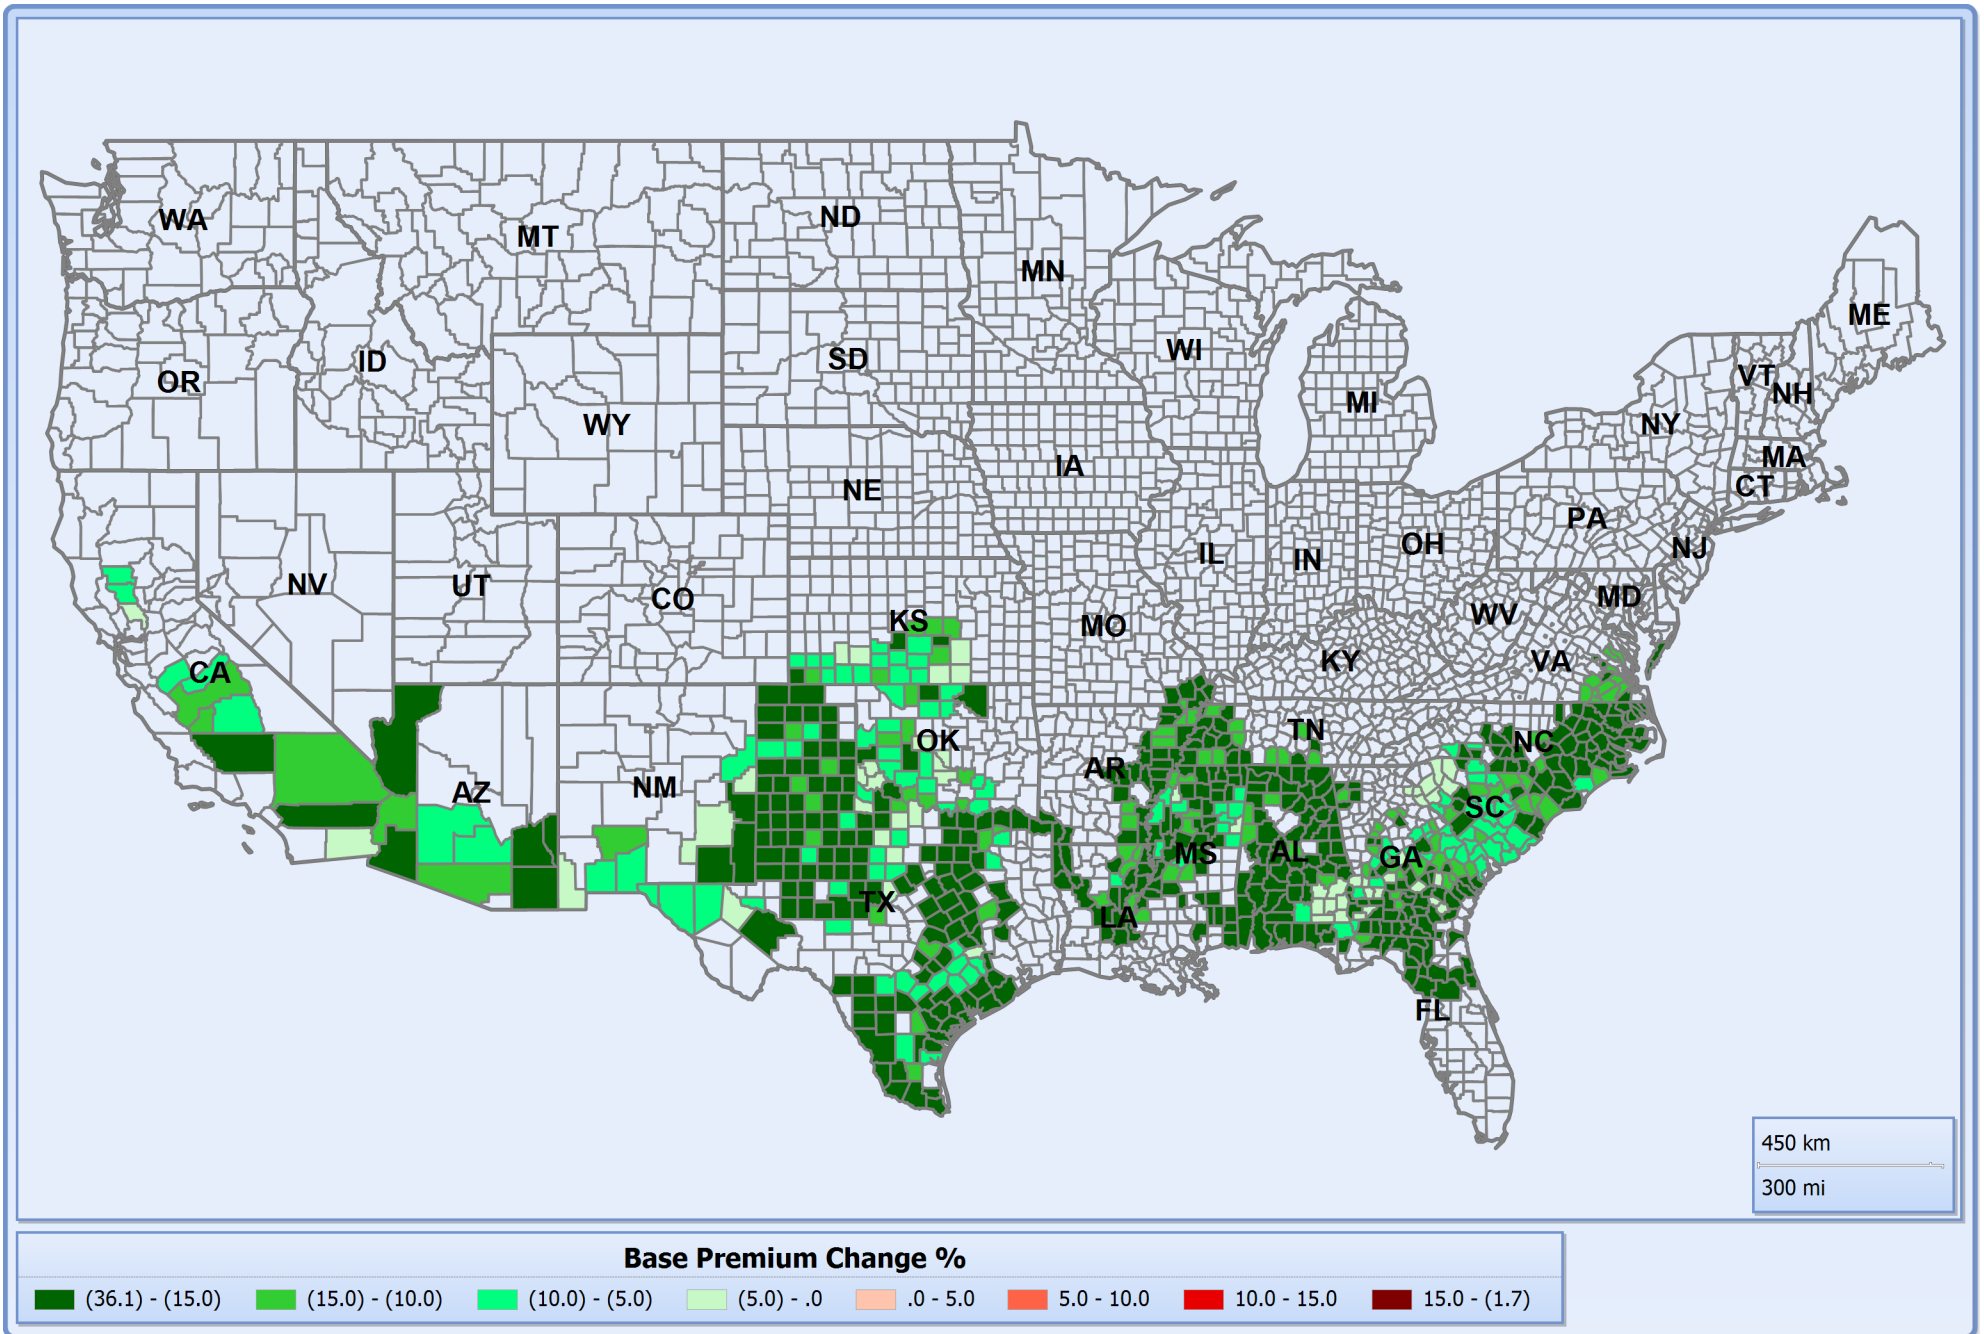 WA
MT
ND
MN
ME
ID
OR
SD
WI
VT
NH
MI
WY
NY
IA
MA
NE
CT
PA
NV
UT
CO
IL
IN
OH
NJ
KS
MO
WV
MD
CA
KY
VA
OK
TN
NC
AZ
NM
AR
SC
MS
AL
GA
TX
LA
FL
450 km
300 mi
Base Premium Change %
(36.1) - (15.0) (15.0) - (10.0) (10.0) - (5.0) (5.0) - .0 .0 - 5.0 5.0 - 10.0 10.0 - 15.0 15.0 - (1.7)